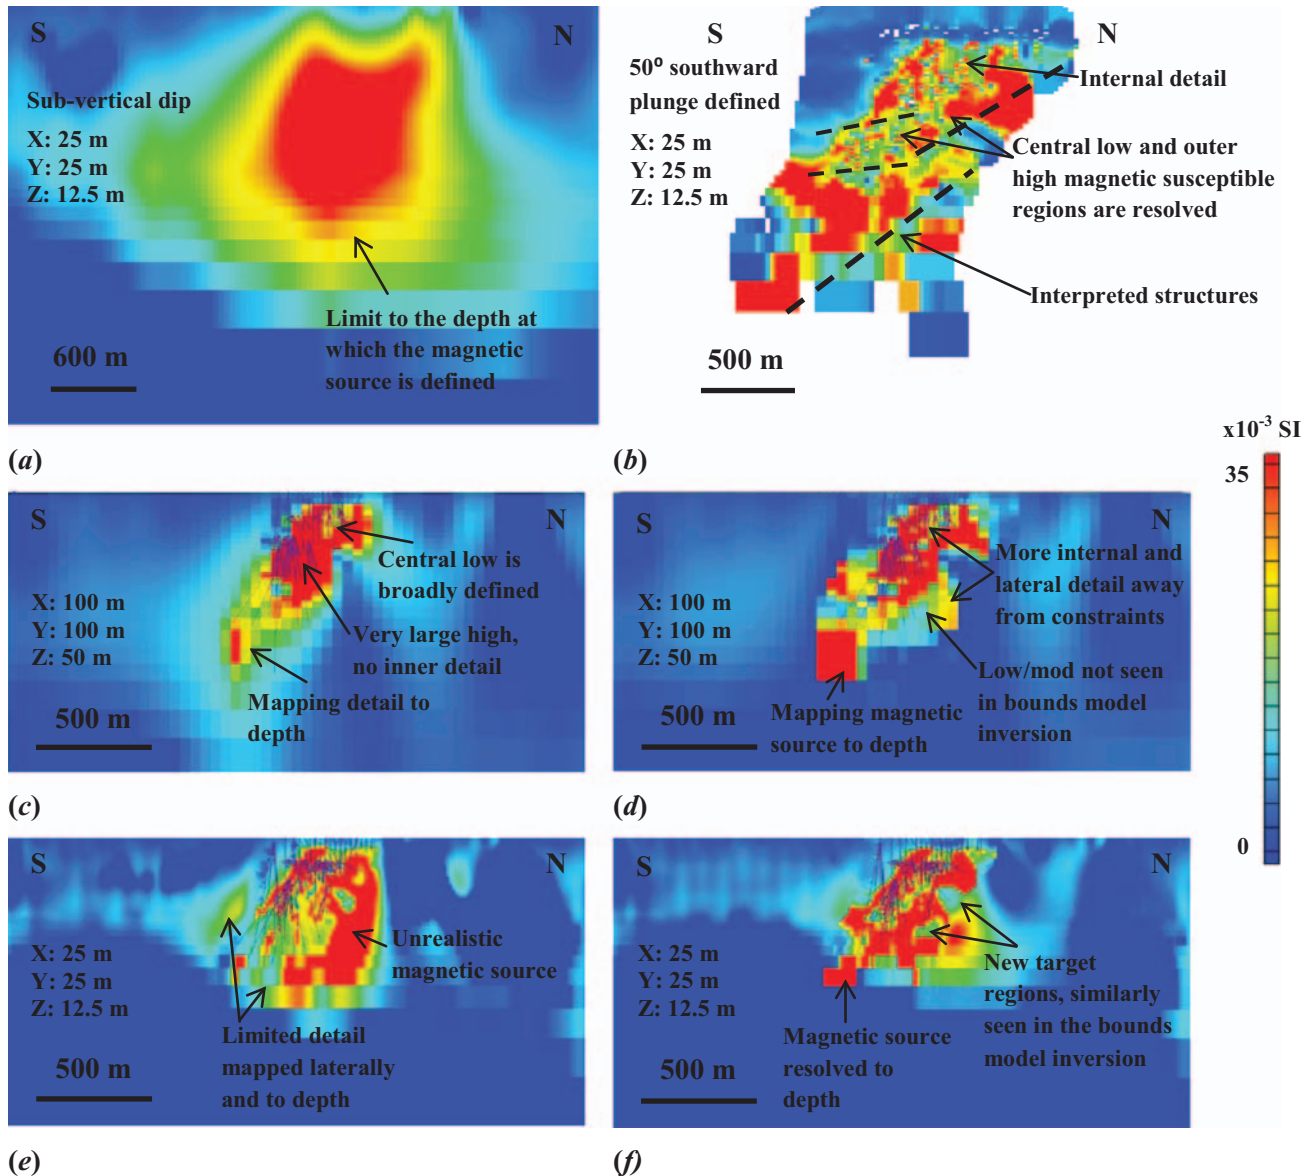 S
N
Sub-vertical dip
X: 25 m
Y: 25 m
Z: 12.5 m
Limit to the depth at
which the magnetic
source is defined
600 m
(a)
S
N
50° southward
plunge defined
X: 25 m
Y: 25 m
Z: 12.5 m
Internal detail
Central low and outer
high magnetic susceptible
regions are resolved
Interpreted structures
500 m
(b)
x10⁻³ SI
35
0
S
N
X: 100 m
Y: 100 m
Z: 50 m
Central low is
broadly defined
Very large high,
no inner detail
Mapping detail to
depth
500 m
(c)
S
N
X: 100 m
Y: 100 m
Z: 50 m
More internal and
lateral detail away
from constraints
Low/mod not seen
in bounds model
inversion
Mapping magnetic
source to depth
500 m
(d)
S
N
X: 25 m
Y: 25 m
Z: 12.5 m
Unrealistic
magnetic source
Limited detail
mapped laterally
and to depth
500 m
(e)
S
N
X: 25 m
Y: 25 m
Z: 12.5 m
New target
regions, similarly
seen in the bounds
model inversion
Magnetic source
resolved to
depth
500 m
(f)